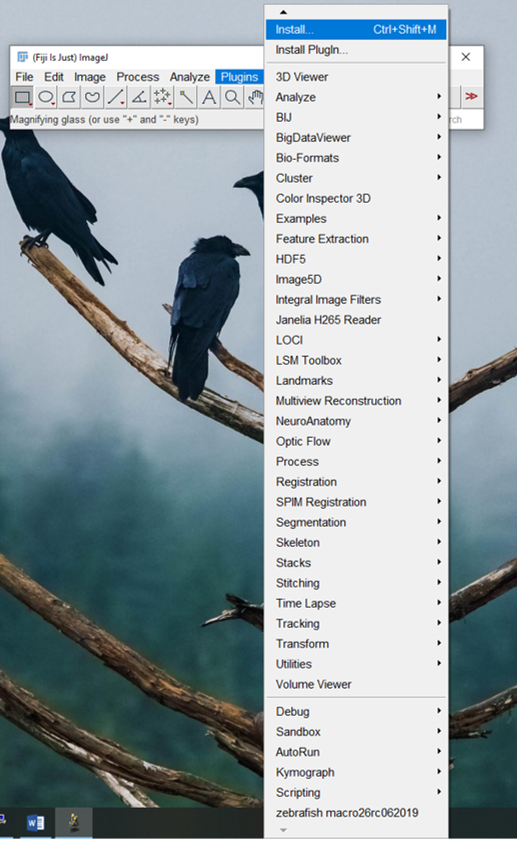 (Fiji Is Just) ImageJ
File Edit Image Process Analyze Plugins
Magnifying glass (or use "+" and "-" keys)
rch
Install... Ctrl+Shift+M
Install PlugIn...
3D Viewer
Analyze
BIJ
BigDataViewer
Bio-Formats
Cluster
Color Inspector 3D
Examples
Feature Extraction
HDF5
Image5D
Integral Image Filters
Janelia H265 Reader
LOCI
LSM Toolbox
Landmarks
Multiview Reconstruction
NeuroAnatomy
Optic Flow
Process
Registration
SPIM Registration
Segmentation
Skeleton
Stacks
Stitching
Time Lapse
Tracking
Transform
Utilities
Volume Viewer
Debug
Sandbox
AutoRun
Kymograph
Scripting
zebrafish macro26rc062019